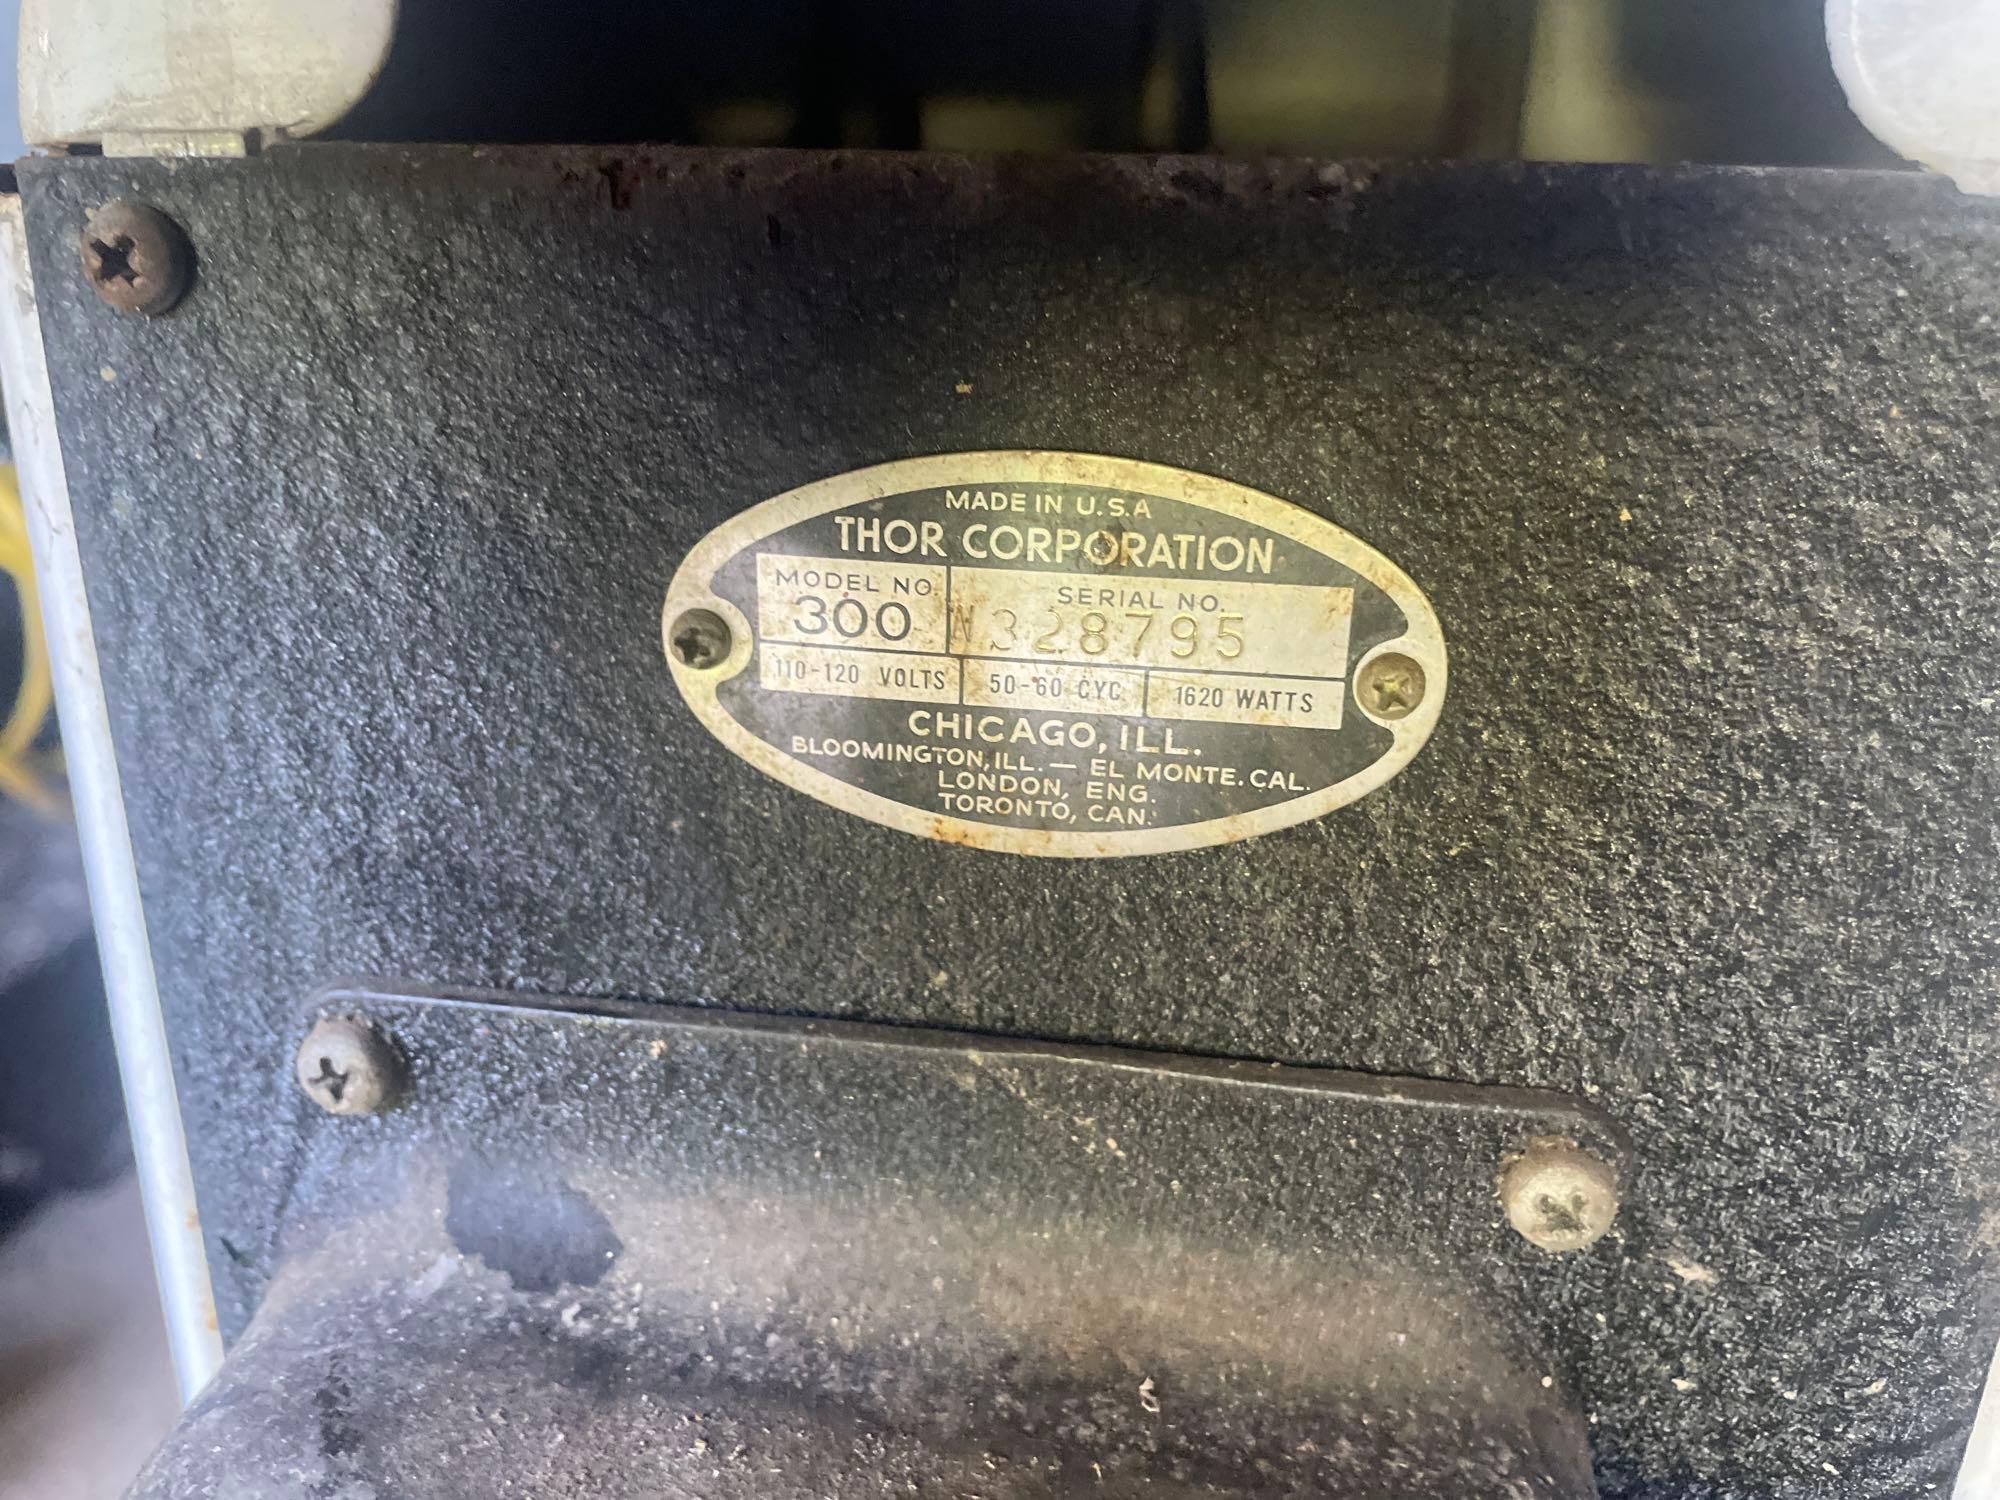 MADE IN U.S.A
THOR CORPORATION
MODEL NO. SERIAL NO.
300 N328795
110-120 VOLTS 50-60 CYC. 1620 WATTS
CHICAGO, ILL.
BLOOMINGTON, ILL. — EL MONTE. CAL.
LONDON, ENG.
TORONTO, CAN.